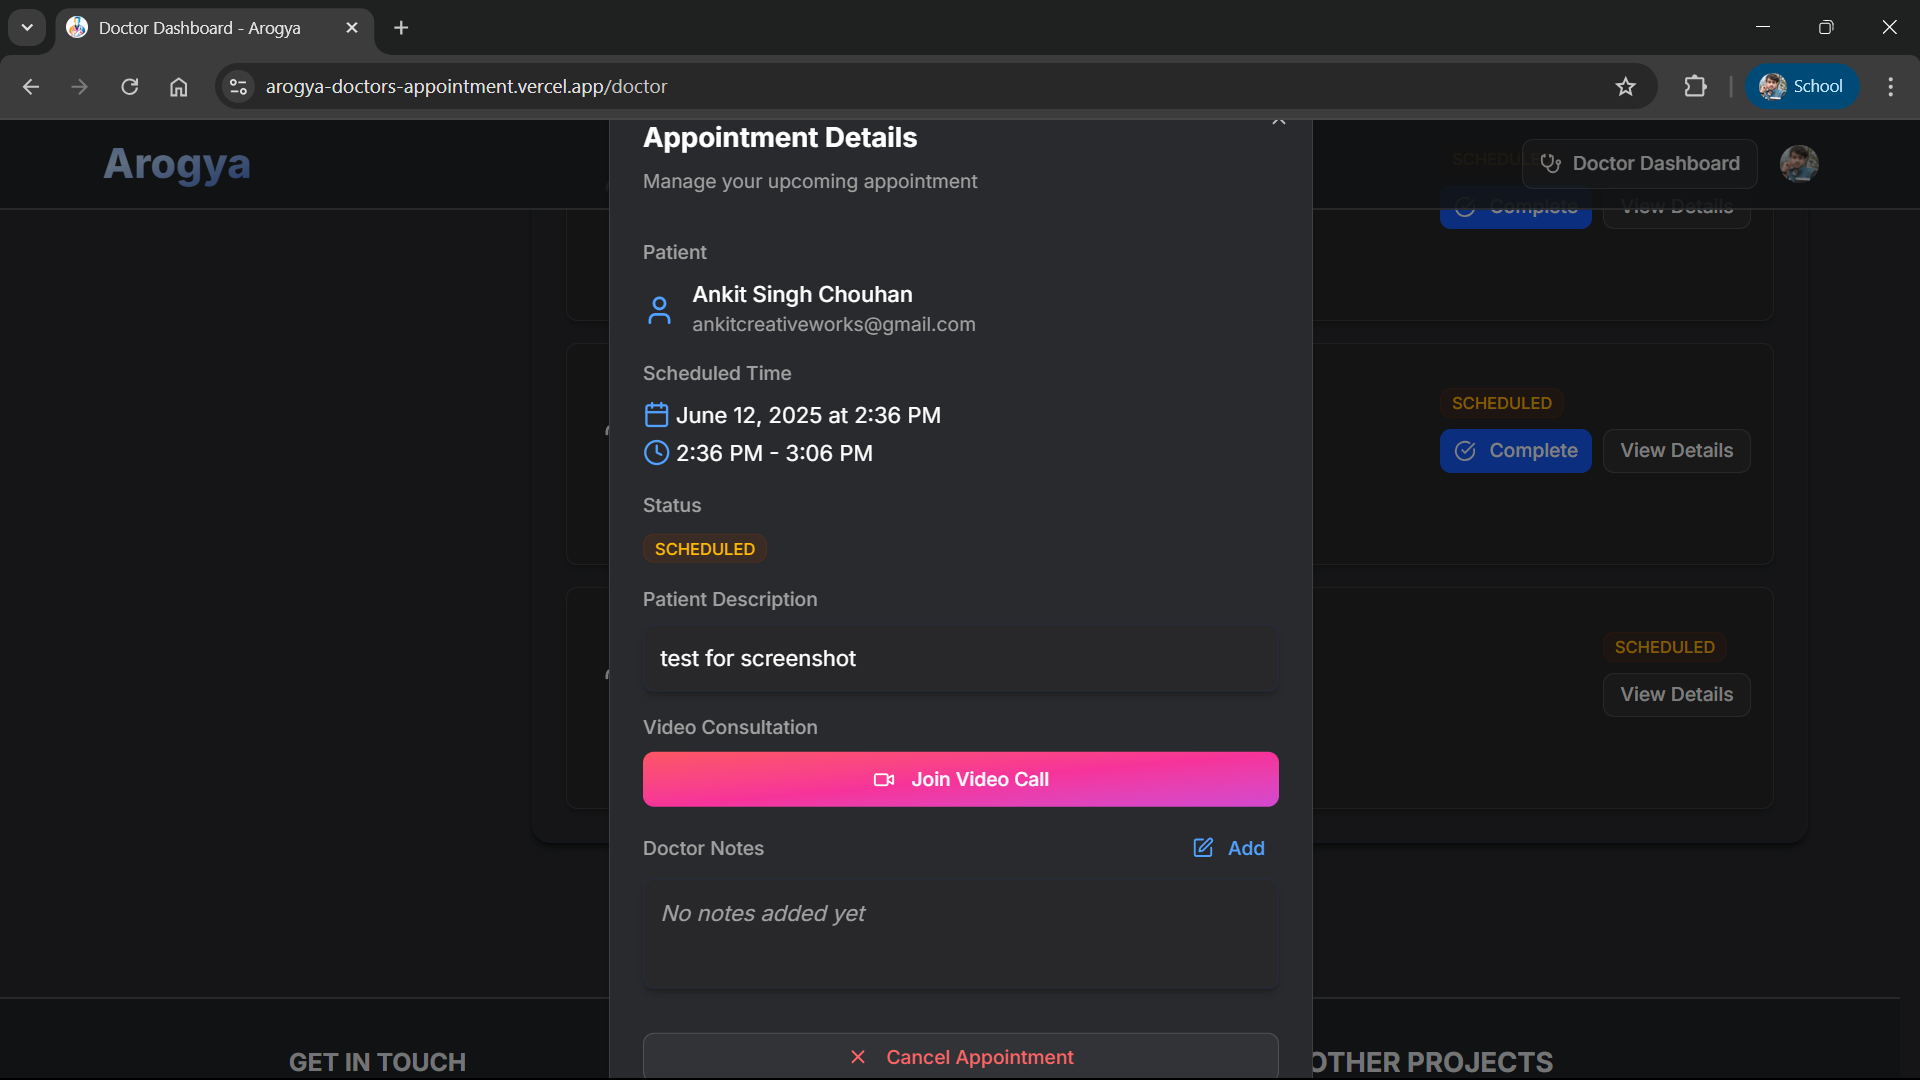 Doctor Dashboard - Arogya
arogya-doctors-appointment.vercel.app/doctor
School
Arogya
SCHEDULE
Doctor Dashboard
Complete
View Details
Appointment Details
Manage your upcoming appointment
Patient
Ankit Singh Chouhan
ankitcreativeworks@gmail.com
Scheduled Time
June 12, 2025 at 2:36 PM
2:36 PM - 3:06 PM
Status
SCHEDULED
Patient Description
test for screenshot
Video Consultation
Join Video Call
Doctor Notes
Add
No notes added yet
Cancel Appointment
SCHEDULED
Complete
View Details
SCHEDULED
View Details
GET IN TOUCH
OTHER PROJECTS